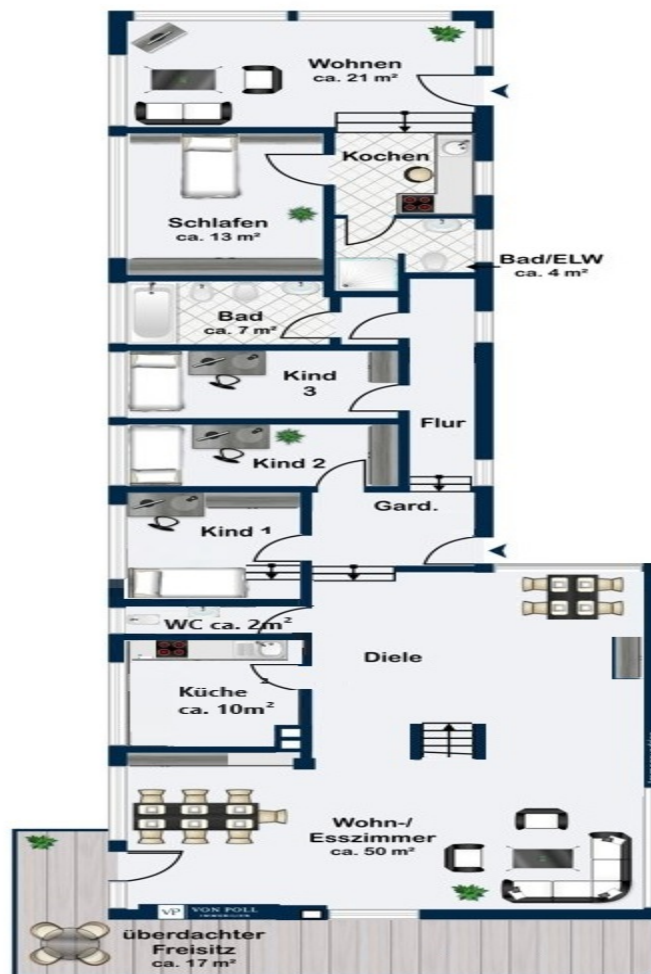 Wohnen
ca. 21 m²
Kochen
Schlafen
ca. 13 m²
Bad/ELW
ca. 4 m²
Bad
ca. 7 m²
Kind
3
Flur
Kind 2
Gard.
Kind 1
WC ca. 2m²
Diele
Küche
ca. 10m²
Wohn-/
Esszimmer
ca. 50 m²
VP VON POLL
IMMOBILIEN
überdachter
Freisitz
ca. 17 m²